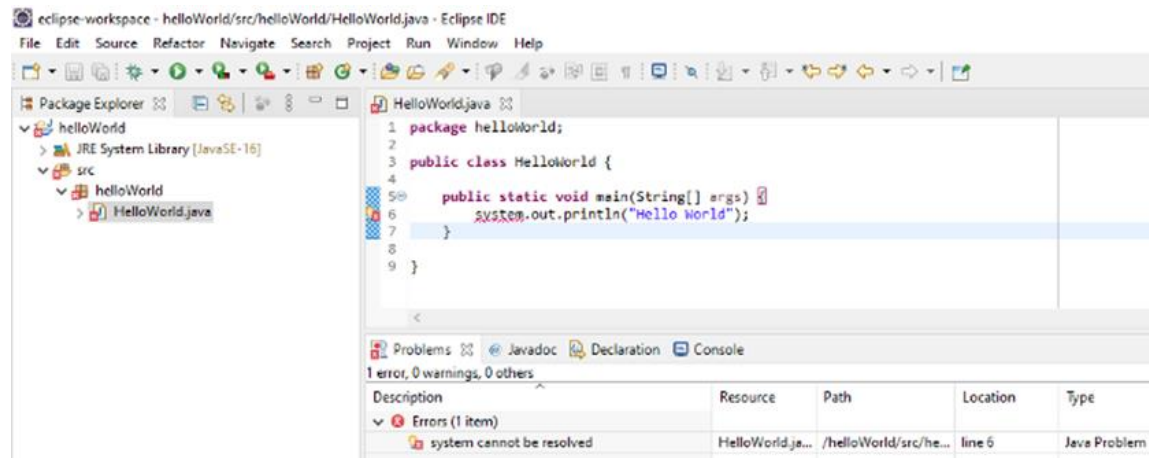 eclipse-workspace - helloWorld/src/helloWorld/HelloWorld.java - Eclipse IDE
File Edit Source Refactor Navigate Search Project Run Window Help
Package Explorer
helloWorld
JRE System Library [JavaSE-16]
src
helloWorld
HelloWorld.java
HelloWorld.java
1 package helloWorld;
2
3 public class HelloWorld {
4
5 public static void main(String[] args) {
6 system.out.println("Hello World");
7 }
8
9 }
Problems Javadoc Declaration Console
1 error, 0 warnings, 0 others
Description Resource Path Location Type
Errors (1 item)
system cannot be resolved HelloWorld.ja... /helloWorld/src/he... line 6 Java Problem